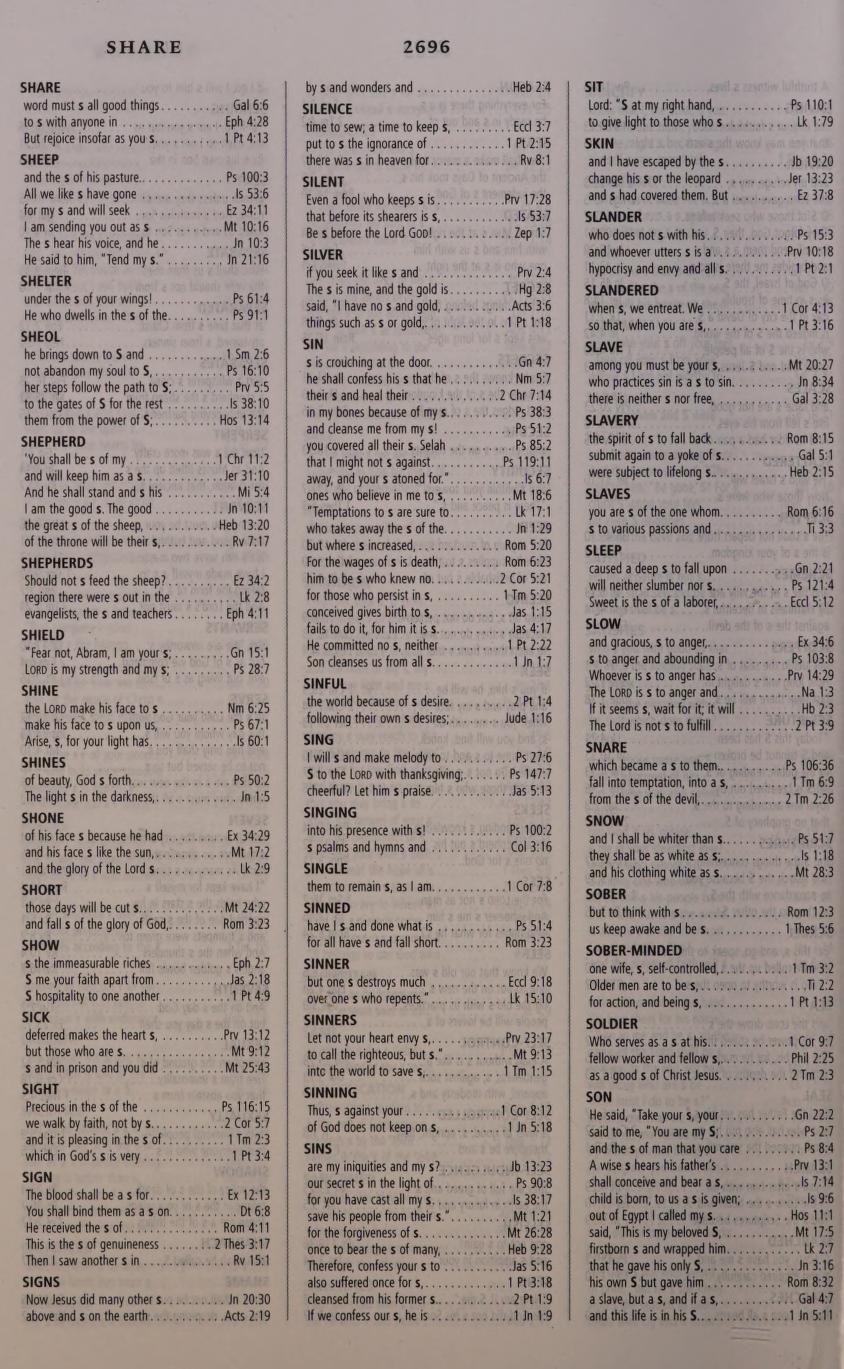 SHARE 2696
SHARE
word must s all good things. . . . . . . . . . . Gal 6:6
to s with anyone in . . . . . . . . . . . . . . . . Eph 4:28
But rejoice insofar as you s. . . . . . . . . . . 1 Pt 4:13
SHEEP
and the s of his pasture. . . . . . . . . . . . . Ps 100:3
All we like s have gone . . . . . . . . . . . . . . Is 53:6
for my s and will seek . . . . . . . . . . . . . Ez 34:11
I am sending you out as s . . . . . . . . . . Mt 10:16
The s hear his voice, and he . . . . . . . . . . . Jn 10:3
He said to him, "Tend my s." . . . . . . . . . Jn 21:16
SHELTER
under the s of your wings! . . . . . . . . . . . . Ps 61:4
He who dwells in the s of the. . . . . . . . . . Ps 91:1
SHEOL
he brings down to S and . . . . . . . . . . . . 1 Sm 2:6
not abandon my soul to S, . . . . . . . . . . . Ps 16:10
her steps follow the path to S; . . . . . . . . . Prv 5:5
to the gates of S for the rest . . . . . . . . . . Is 38:10
them from the power of S; . . . . . . . . . . Hos 13:14
SHEPHERD
'You shall be s of my . . . . . . . . . . . . . 1 Chr 11:2
and will keep him as a s. . . . . . . . . . . . Jer 31:10
And he shall stand and s his . . . . . . . . . . . Mi 5:4
I am the good s. The good . . . . . . . . . . Jn 10:11
the great s of the sheep, . . . . . . . . . . . Heb 13:20
of the throne will be their s, . . . . . . . . . . . Rv 7:17
SHEPHERDS
Should not s feed the sheep? . . . . . . . . . . Ez 34:2
region there were s out in the . . . . . . . . . . Lk 2:8
evangelists, the s and teachers . . . . . . . . Eph 4:11
SHIELD
"Fear not, Abram, I am your s; . . . . . . . . . Gn 15:1
LORD is my strength and my s; . . . . . . . . . Ps 28:7
SHINE
the LORD make his face to s . . . . . . . . . . Nm 6:25
make his face to s upon us, . . . . . . . . . . . Ps 67:1
Arise, s, for your light has. . . . . . . . . . . . . . Is 60:1
SHINES
of beauty, God s forth. . . . . . . . . . . . . . . . Ps 50:2
The light s in the darkness, . . . . . . . . . . . . . Jn 1:5
SHONE
of his face s because he had . . . . . . . . . Ex 34:29
and his face s like the sun, . . . . . . . . . . . . Mt 17:2
and the glory of the Lord s. . . . . . . . . . . . . Lk 2:9
SHORT
those days will be cut s. . . . . . . . . . . . . Mt 24:22
and fall s of the glory of God, . . . . . . . Rom 3:23
SHOW
s the immeasurable riches . . . . . . . . . . . . Eph 2:7
S me your faith apart from . . . . . . . . . . . Jas 2:18
S hospitality to one another . . . . . . . . . . 1 Pt 4:9
SICK
deferred makes the heart s, . . . . . . . . . . Prv 13:12
but those who are s. . . . . . . . . . . . . . . . Mt 9:12
s and in prison and you did . . . . . . . . . Mt 25:43
SIGHT
Precious in the s of the . . . . . . . . . . . . Ps 116:15
we walk by faith, not by s. . . . . . . . . . . 2 Cor 5:7
and it is pleasing in the s of. . . . . . . . . . 1 Tm 2:3
which in God's s is very . . . . . . . . . . . . . . 1 Pt 3:4
SIGN
The blood shall be a s for. . . . . . . . . . . . Ex 12:13
You shall bind them as a s on. . . . . . . . . . . Dt 6:8
He received the s of. . . . . . . . . . . . . . . Rom 4:11
This is the s of genuineness . . . . . . . . 2 Thes 3:17
Then I saw another s in . . . . . . . . . . . . . . Rv 15:1
SIGNS
Now Jesus did many other s. . . . . . . . . . Jn 20:30
above and s on the earth . . . . . . . . . . . . Acts 2:19
by s and wonders and . . . . . . . . . . . . . . . Heb 2:4
SILENCE
time to sew; a time to keep s, . . . . . . . . . Eccl 3:7
put to s the ignorance of . . . . . . . . . . . . 1 Pt 2:15
there was s in heaven for. . . . . . . . . . . . . . Rv 8:1
SILENT
Even a fool who keeps s is . . . . . . . . . . . Prv 17:28
that before its shearers is s, . . . . . . . . . . . . Is 53:7
Be s before the Lord GOD! . . . . . . . . . . . . Zep 1:7
SILVER
if you seek it like s and . . . . . . . . . . . . . . . Prv 2:4
The s is mine, and the gold is. . . . . . . . . . . Hg 2:8
said, "I have no s and gold, . . . . . . . . . . . Acts 3:6
things such as s or gold, . . . . . . . . . . . . . 1 Pt 1:18
SIN
s is crouching at the door. . . . . . . . . . . . . . Gn 4:7
he shall confess his s that he . . . . . . . . . . Nm 5:7
their s and heal their . . . . . . . . . . . . . . 2 Chr 7:14
in my bones because of my s. . . . . . . . . . . Ps 38:3
and cleanse me from my s! . . . . . . . . . . . Ps 51:2
you covered all their s. Selah . . . . . . . . . . Ps 85:2
that I might not s against. . . . . . . . . . . Ps 119:11
away, and your s atoned for." . . . . . . . . . . . . Is 6:7
ones who believe in me to s, . . . . . . . . . . Mt 18:6
"Temptations to s are sure to. . . . . . . . . . Lk 17:1
who takes away the s of the. . . . . . . . . . . Jn 1:29
but where s increased, . . . . . . . . . . . . . Rom 5:20
For the wages of s is death; . . . . . . . . . Rom 6:23
him to be s who knew no. . . . . . . . . . . 2 Cor 5:21
for those who persist in s, . . . . . . . . . . 1 Tm 5:20
conceived gives birth to s, . . . . . . . . . . . . Jas 1:15
fails to do it, for him it is s. . . . . . . . . . . . . Jas 4:17
He committed no s, neither . . . . . . . . . . 1 Pt 2:22
Son cleanses us from all s. . . . . . . . . . . . . 1 Jn 1:7
SINFUL
the world because of s desire. . . . . . . . . . 2 Pt 1:4
following their own s desires; . . . . . . . . . Jude 1:16
SING
I will s and make melody to . . . . . . . . . . . Ps 27:6
S to the LORD with thanksgiving; . . . . . . . Ps 147:7
cheerful? Let him s praise. . . . . . . . . . . . . Jas 5:13
SINGING
into his presence with s! . . . . . . . . . . . . Ps 100:2
s psalms and hymns and . . . . . . . . . . . Col 3:16
SINGLE
them to remain s, as I am. . . . . . . . . . . . 1 Cor 7:8
SINNED
have I s and done what is . . . . . . . . . . . . Ps 51:4
for all have s and fall short. . . . . . . . . . Rom 3:23
SINNER
but one s destroys much . . . . . . . . . . . . Eccl 9:18
over one s who repents." . . . . . . . . . . . . Lk 15:10
SINNERS
Let not your heart envy s, . . . . . . . . . . . Prv 23:17
to call the righteous, but s." . . . . . . . . . . . Mt 9:13
into the world to save s, . . . . . . . . . . . . 1 Tm 1:15
SINNING
Thus, s against your . . . . . . . . . . . . . . 1 Cor 8:12
of God does not keep on s, . . . . . . . . . . 1 Jn 5:18
SINS
are my iniquities and my s? . . . . . . . . . . . Jb 13:23
our secret s in the light of . . . . . . . . . . . . . Ps 90:8
for you have cast all my s. . . . . . . . . . . . . Is 38:17
save his people from their s." . . . . . . . . . . Mt 1:21
for the forgiveness of s. . . . . . . . . . . . . . Mt 26:28
once to bear the s of many, . . . . . . . . . . Heb 9:28
Therefore, confess your s to . . . . . . . . . . . Jas 5:16
also suffered once for s, . . . . . . . . . . . . . . 1 Pt 3:18
cleansed from his former s. . . . . . . . . . . . . 2 Pt 1:9
If we confess our s, he is . . . . . . . . . . . . . 1 Jn 1:9
SIT
Lord: "S at my right hand, . . . . . . . . . . . Ps 110:1
to give light to those who s . . . . . . . . . . . . Lk 1:79
SKIN
and I have escaped by the s. . . . . . . . . . Jb 19:20
change his s or the leopard . . . . . . . . . . Jer 13:23
and s had covered them. But . . . . . . . . . . Ez 37:8
SLANDER
who does not s with his. . . . . . . . . . . . . . . Ps 15:3
and whoever utters s is a. . . . . . . . . . . . Prv 10:18
hypocrisy and envy and all s. . . . . . . . . . . 1 Pt 2:1
SLANDERED
when s, we entreat. We . . . . . . . . . . . . 1 Cor 4:13
so that, when you are s, . . . . . . . . . . . . . 1 Pt 3:16
SLAVE
among you must be your s, . . . . . . . . . . Mt 20:27
who practices sin is a s to sin. . . . . . . . . . Jn 8:34
there is neither s nor free, . . . . . . . . . . . . Gal 3:28
SLAVERY
the spirit of s to fall back. . . . . . . . . . . . Rom 8:15
submit again to a yoke of s. . . . . . . . . . . . . Gal 5:1
were subject to lifelong s. . . . . . . . . . . . . Heb 2:15
SLAVES
you are s of the one whom. . . . . . . . . . Rom 6:16
s to various passions and . . . . . . . . . . . . . . . Ti 3:3
SLEEP
caused a deep s to fall upon . . . . . . . . . . Gn 2:21
will neither slumber nor s. . . . . . . . . . . . . Ps 121:4
Sweet is the s of a laborer, . . . . . . . . . . . . Eccl 5:12
SLOW
and gracious, s to anger, . . . . . . . . . . . . . . Ex 34:6
s to anger and abounding in . . . . . . . . . . Ps 103:8
Whoever is s to anger has . . . . . . . . . . . Prv 14:29
The LORD is s to anger and . . . . . . . . . . . . . Na 1:3
If it seems s, wait for it; it will . . . . . . . . . . Hb 2:3
The Lord is not s to fulfill . . . . . . . . . . . . . 2 Pt 3:9
SNARE
which became a s to them. . . . . . . . . . . Ps 106:36
fall into temptation, into a s, . . . . . . . . . . 1 Tm 6:9
from the s of the devil, . . . . . . . . . . . . . 2 Tm 2:26
SNOW
and I shall be whiter than s. . . . . . . . . . . . Ps 51:7
they shall be as white as s; . . . . . . . . . . . . . Is 1:18
and his clothing white as s. . . . . . . . . . . . Mt 28:3
SOBER
but to think with s. . . . . . . . . . . . . . . . Rom 12:3
us keep awake and be s. . . . . . . . . . . . 1 Thes 5:6
SOBER-MINDED
one wife, s, self-controlled, . . . . . . . . . . . 1 Tm 3:2
Older men are to be s, . . . . . . . . . . . . . . . . . Ti 2:2
for action, and being s, . . . . . . . . . . . . . 1 Pt 1:13
SOLDIER
Who serves as a s at his. . . . . . . . . . . . . 1 Cor 9:7
fellow worker and fellow s, . . . . . . . . . . . Phil 2:25
as a good s of Christ Jesus. . . . . . . . . . . 2 Tm 2:3
SON
He said, "Take your s, your. . . . . . . . . . . . Gn 22:2
said to me, "You are my S; . . . . . . . . . . . . . . Ps 2:7
and the s of man that you care . . . . . . . . . Ps 8:4
A wise s hears his father's . . . . . . . . . . . . Prv 13:1
shall conceive and bear a s, . . . . . . . . . . . . Is 7:14
child is born, to us a s is given; . . . . . . . . . . . Is 9:6
out of Egypt I called my s. . . . . . . . . . . . . Hos 11:1
said, "This is my beloved S, . . . . . . . . . . . . Mt 17:5
firstborn s and wrapped him. . . . . . . . . . . . Lk 2:7
that he gave his only S, . . . . . . . . . . . . . . Jn 3:16
his own S but gave him . . . . . . . . . . . . Rom 8:32
a slave, but a s, and if a s, . . . . . . . . . . . . . Gal 4:7
and this life is in his S. . . . . . . . . . . . . . . 1 Jn 5:11